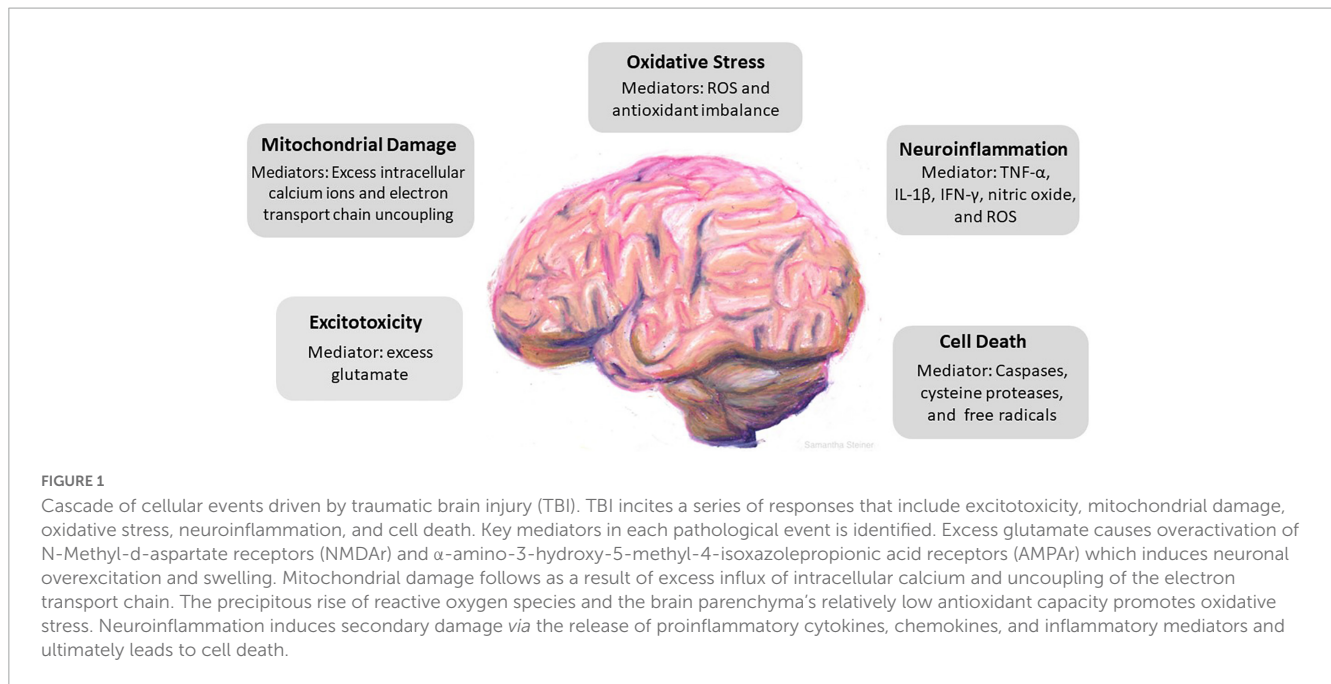 Oxidative Stress
Mediators: ROS and
antioxidant imbalance
Mitochondrial Damage
Mediators: Excess intracellular
calcium ions and electron
transport chain uncoupling
Neuroinflammation
Mediator: TNF-α,
IL-1β, IFN-γ, nitric oxide,
and ROS
Excitotoxicity
Mediator: excess
glutamate
Cell Death
Mediator: Caspases,
cysteine proteases,
and free radicals
Samantha Steiner
FIGURE 1
Cascade of cellular events driven by traumatic brain injury (TBI). TBI incites a series of responses that include excitotoxicity, mitochondrial damage,
oxidative stress, neuroinflammation, and cell death. Key mediators in each pathological event is identified. Excess glutamate causes overactivation of
N-Methyl-d-aspartate receptors (NMDAr) and α-amino-3-hydroxy-5-methyl-4-isoxazolepropionic acid receptors (AMPAr) which induces neuronal
overexcitation and swelling. Mitochondrial damage follows as a result of excess influx of intracellular calcium and uncoupling of the electron
transport chain. The precipitous rise of reactive oxygen species and the brain parenchyma's relatively low antioxidant capacity promotes oxidative
stress. Neuroinflammation induces secondary damage via the release of proinflammatory cytokines, chemokines, and inflammatory mediators and
ultimately leads to cell death.